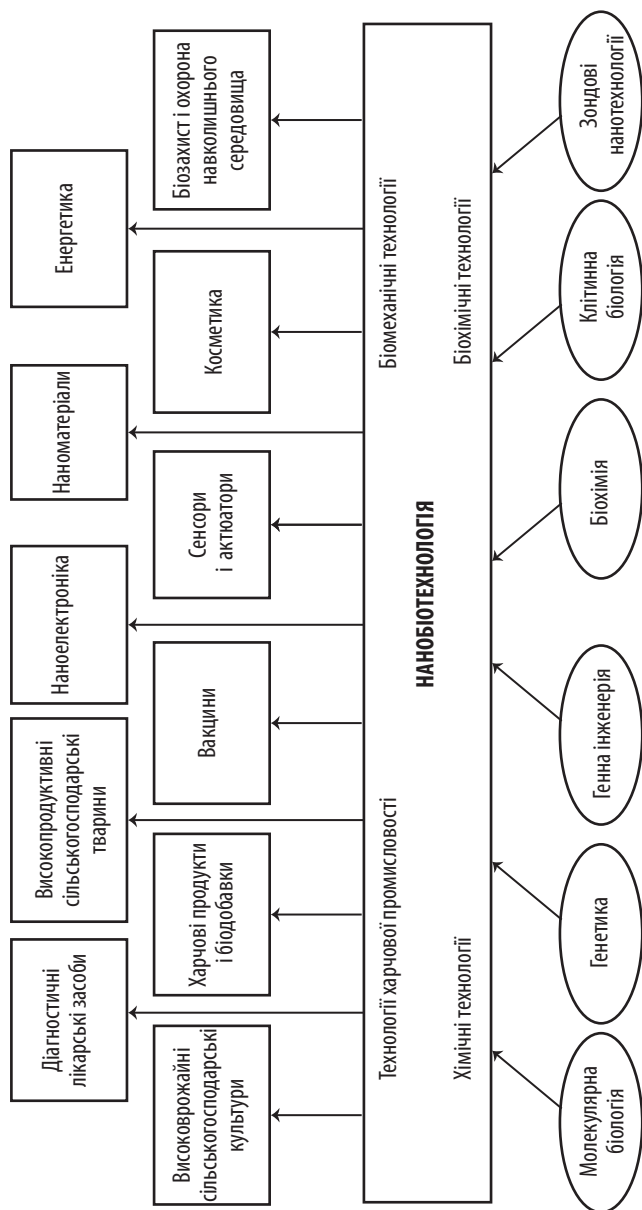 Діагностичні
лікарські засоби
Високопродуктивні
сільськогосподарські
тварини
Наноелектроніка
Наноматеріали
Енергетика
Високоврожайні
сільськогосподарські
культури
Харчові продукти
і біодобавки
Вакцини
Сенсори
і актюатори
Косметика
Біозахист і охорона
навколишнього
середовища
Технології харчової промисловості
Біомеханічні технології
НАНОБІОТЕХНОЛОГІЯ
Хімічні технології
Біохімічні технології
Молекулярна
біологія
Генетика
Генна інженерія
Біохімія
Клітинна
біологія
Зондові
нанотехнології